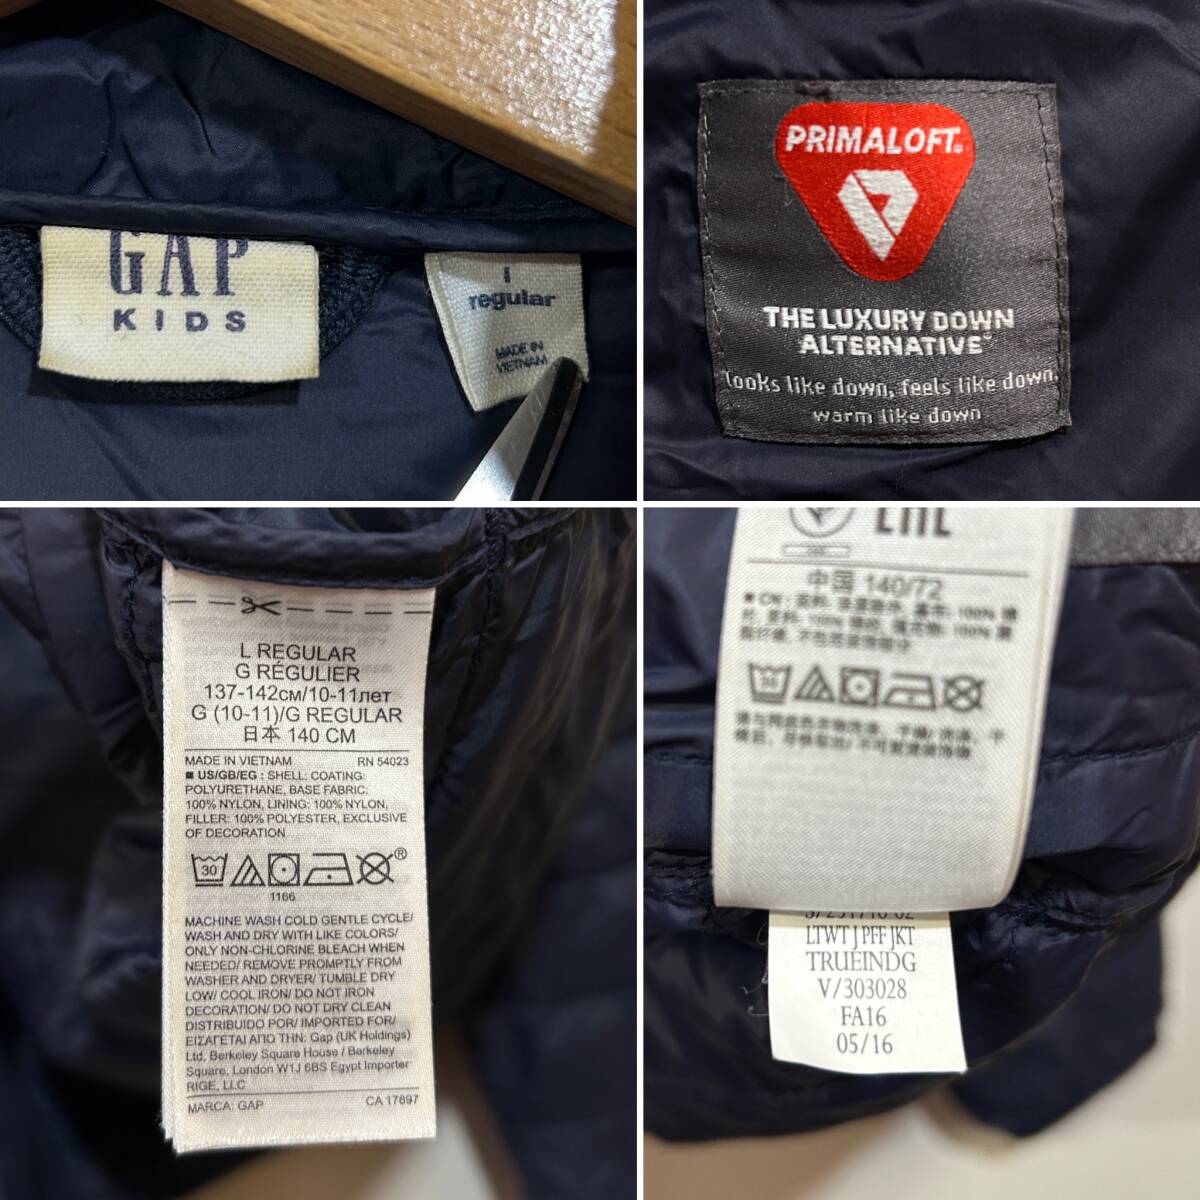 GAP
KIDS
regular
MADE IN
VIETNAM
PRIMALOFT®
THE LUXURY DOWN
ALTERNATIVE®
looks like down, feels like down,
warm like down
L REGULAR
G RÉGULIER
137-142см/10-11лет
G (10-11)/G REGULAR
日本 140 CM
MADE IN VIETNAM RN 54023
■ US/GB/EG : SHELL: COATING:
POLYURETHANE, BASE FABRIC:
100% NYLON, LINING: 100% NYLON,
FILLER: 100% POLYESTER, EXCLUSIVE
OF DECORATION
30
®
1166
MACHINE WASH COLD GENTLE CYCLE/
WASH AND DRY WITH LIKE COLORS/
ONLY NON-CHLORINE BLEACH WHEN
NEEDED/ REMOVE PROMPTLY FROM
WASHER AND DRYER/ TUMBLE DRY
LOW/ COOL IRON/ DO NOT IRON
DECORATION/ DO NOT DRY CLEAN
DISTRIBUIDO POR/ IMPORTED FOR/
ΕΙΣΑΓΕΤΑΙ ΑΠΟ ΤΗΝ: Gap (UK Holdings)
Ltd, Berkeley Square House / Berkeley
Square, London W1J 6BS Egypt Importer
RIGE, LLC
MARCA: GAP CA 17897
中国 140/72
30
LTWT J PFF JKT
TRUEINDG
V/303028
FA16
05/16